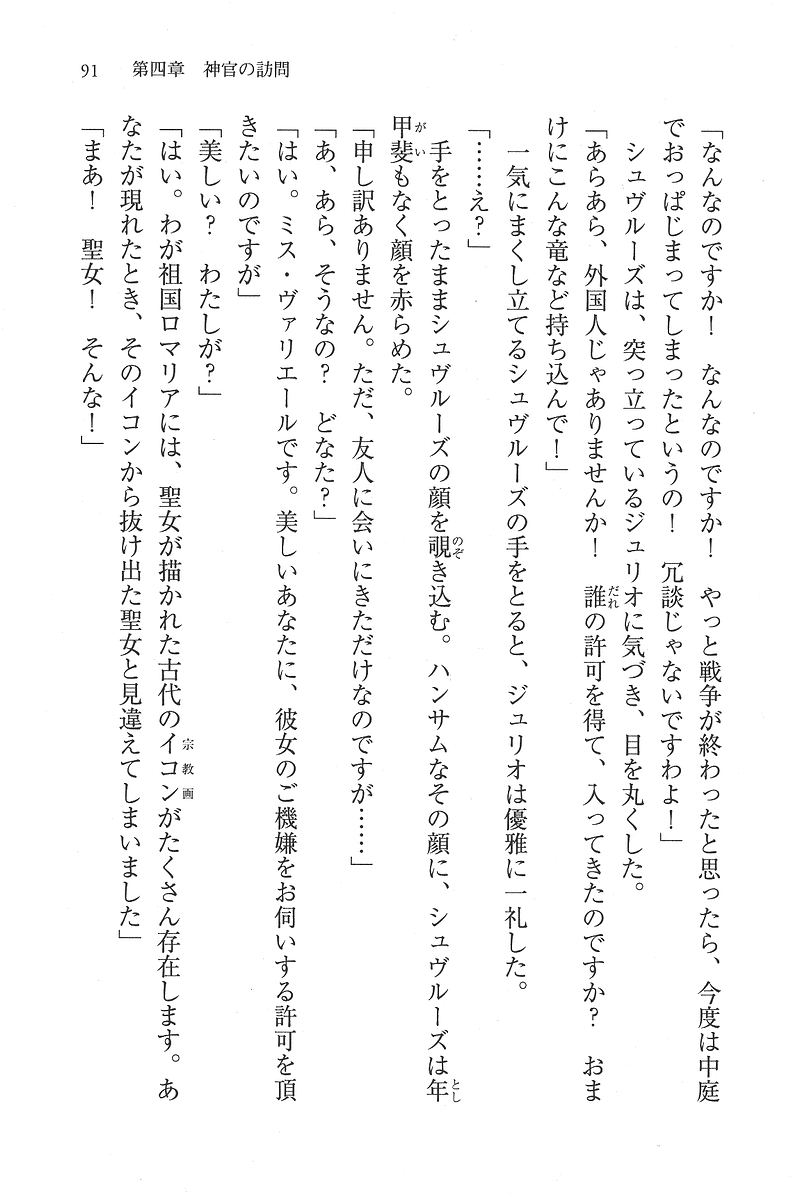 91　第四章　神官の訪問
「なんなのですか！　なんなのですか！　やっと戦争が終わったと思ったら、今度は中庭
でおっぱじまってしまったというの！　冗談じゃないですわよ！」
　シュヴルーズは、突っ立っているジュリオに気づき、目を丸くした。
「あらあら、外国人じゃありませんか！　誰の許可を得て、入ってきたのですか？　おま
けにこんな竜など持ち込んで！」
　一気にまくし立てるシュヴルーズの手をとると、ジュリオは優雅に一礼した。
「……え？」
　手をとったままシュヴルーズの顔を覗き込む。ハンサムなその顔に、シュヴルーズは年
甲斐もなく顔を赤らめた。
「申し訳ありません。ただ、友人に会いにきただけなのですが……」
「あ、あら、そうなの？　どなた？」
「はい。ミス・ヴァリエールです。美しいあなたに、彼女のご機嫌をお伺いする許可を頂
きたいのですが」
「美しい？　わたしが？」
「はい。わが祖国ロマリアには、聖女が描かれた古代のイコンがたくさん存在します。あ
なたが現れたとき、そのイコンから抜け出た聖女と見違えてしまいました」
「まあ！　聖女！　そんな！」